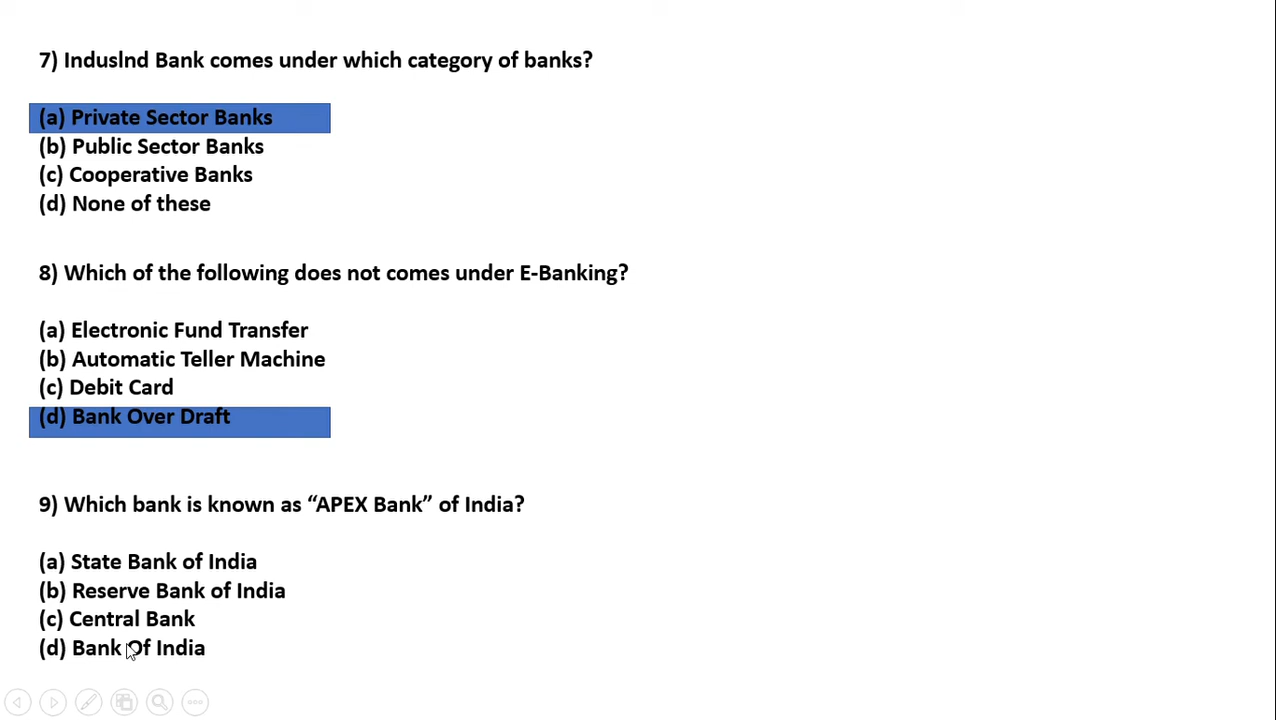 7) Induslnd Bank comes under which category of banks?
(a) Private Sector Banks
(b) Public Sector Banks
(c) Cooperative Banks
(d) None of these
8) Which of the following does not comes under E-Banking?
(a) Electronic Fund Transfer
(b) Automatic Teller Machine
(c) Debit Card
(d) Bank Over Draft
9) Which bank is known as “APEX Bank” of India?
(a) State Bank of India
(b) Reserve Bank of India
(c) Central Bank
(d) Bank Of India